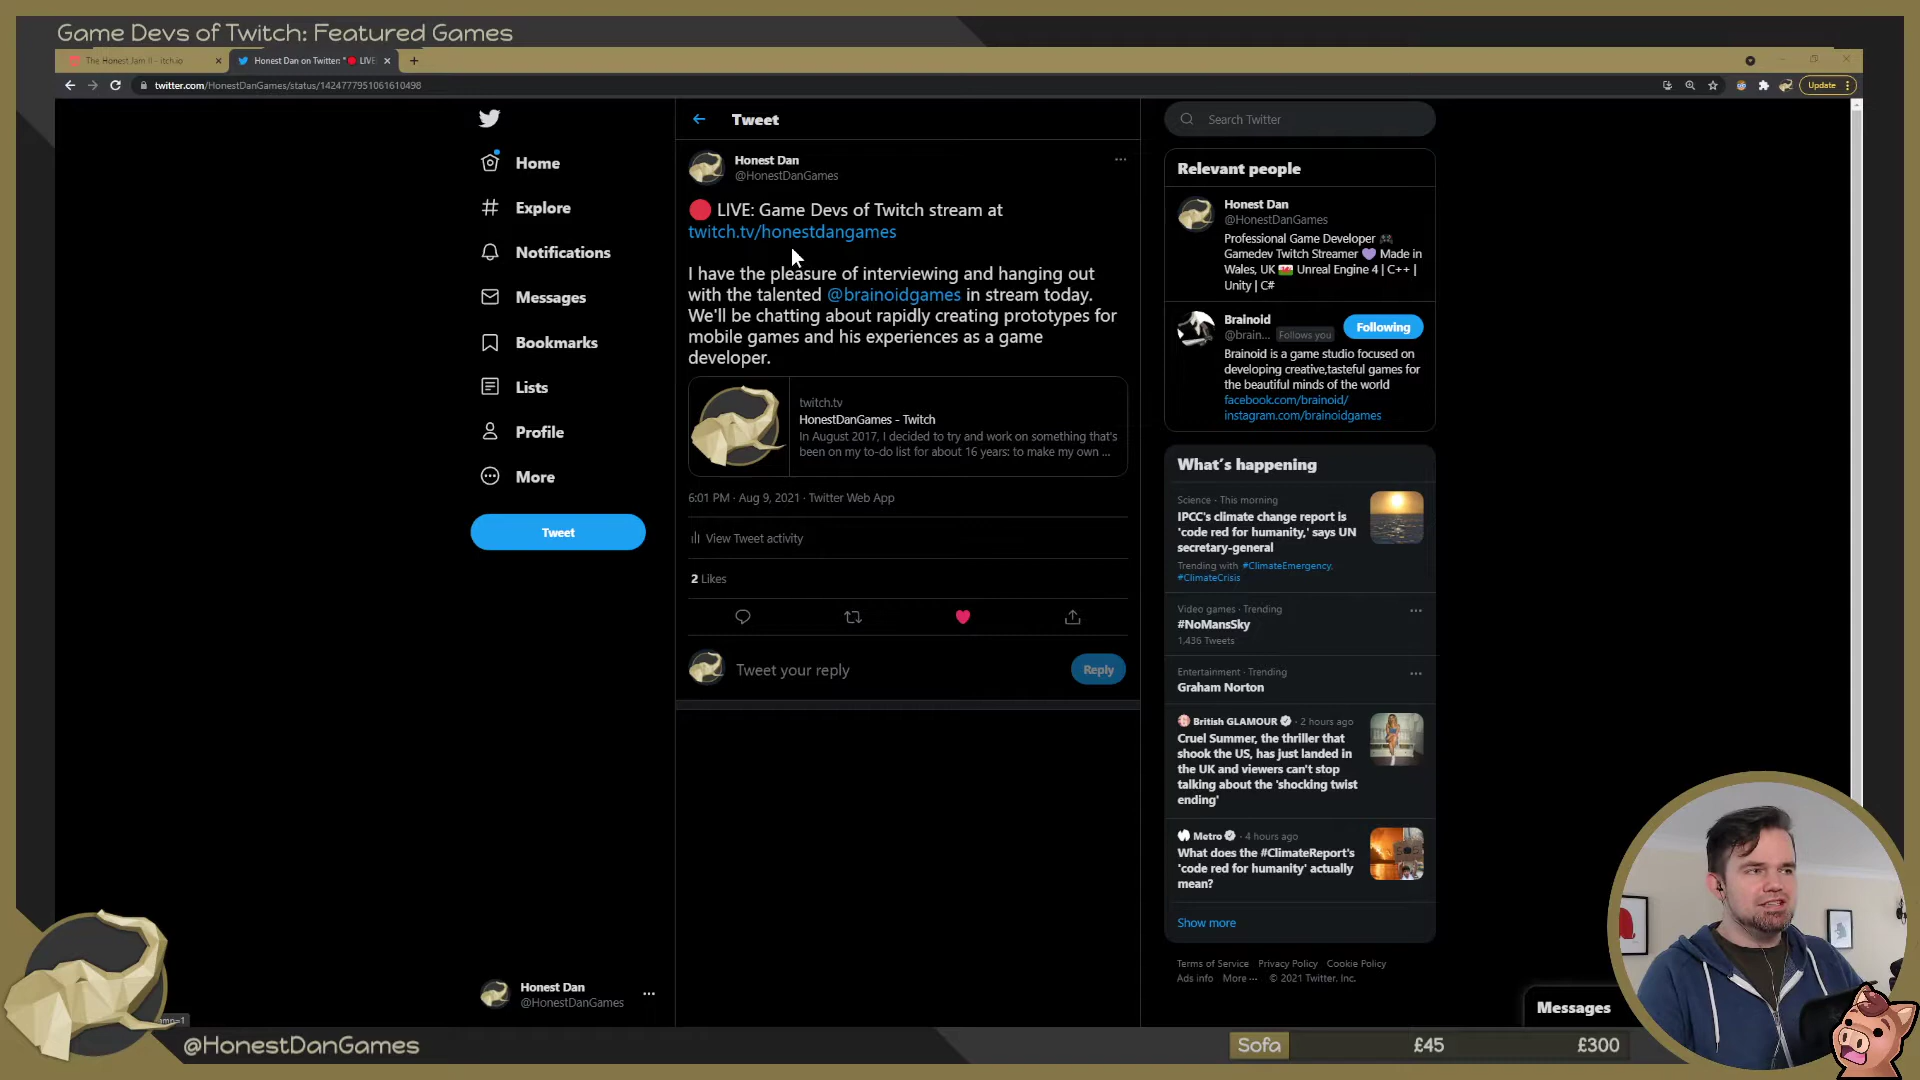 Game Devs of Twitch: Featured Games
The Honest Jam II - itch.io
Honest Dan on Twitter: "🔴 LIVE:
twitter.com/HonestDanGames/status/1424777951061610498
Update
Home
Explore
Notifications
Messages
Bookmarks
Lists
Profile
More
Tweet
Honest Dan
@HonestDanGames
Tweet
Honest Dan
@HonestDanGames
🔴 LIVE: Game Devs of Twitch stream at
twitch.tv/honestdangames
I have the pleasure of interviewing and hanging out
with the talented @brainoidgames in stream today.
We'll be chatting about rapidly creating prototypes for
mobile games and his experiences as a game
developer.
twitch.tv
HonestDanGames - Twitch
In August 2017, I decided to try and work on something that's
been on my to-do list for about 16 years: to make my own ...
6:01 PM · Aug 9, 2021 · Twitter Web App
View Tweet activity
2 Likes
Tweet your reply
Reply
Search Twitter
Relevant people
Honest Dan
@HonestDanGames
Professional Game Developer 🎮
Gamedev Twitch Streamer 💜 Made in
Wales, UK 🏴󠁧󠁢󠁷󠁬󠁳󠁿 Unreal Engine 4 | C++ |
Unity | C#
Brainoid
@brain... Follows you
Following
Brainoid is a game studio focused on
developing creative,tasteful games for
the beautiful minds of the world
facebook.com/brainoid/
instagram.com/brainoidgames
What's happening
Science · This morning
IPCC's climate change report is
'code red for humanity,' says UN
secretary-general
Trending with #ClimateEmergency,
#ClimateCrisis
Video games · Trending
#NoMansSky
1,436 Tweets
Entertainment · Trending
Graham Norton
British GLAMOUR · 2 hours ago
Cruel Summer, the thriller that
shook the US, has just landed in
the UK and viewers can't stop
talking about the 'shocking twist
ending'
Metro · 4 hours ago
What does the #ClimateReport's
'code red for humanity' actually
mean?
Show more
Terms of Service Privacy Policy Cookie Policy
Ads info More ··· © 2021 Twitter, Inc.
Messages
@HonestDanGames
Sofa £45 £300